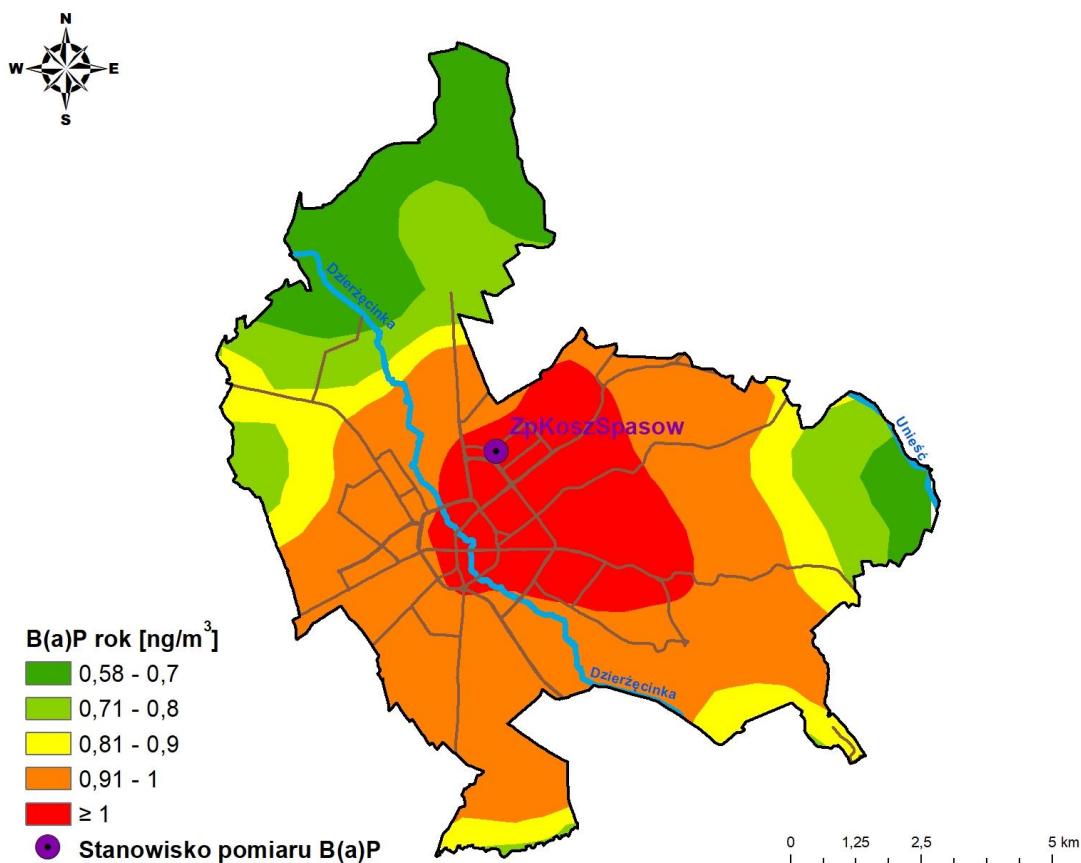 N
W E
S
Dzierżęcinka
ZpKoszSpasow
Unieść
Dzierżęcinka
B(a)P rok [ng/m³]
0,58 - 0,7
0,71 - 0,8
0,81 - 0,9
0,91 - 1
≥ 1
Stanowisko pomiaru B(a)P
0 1,25 2,5 5 km